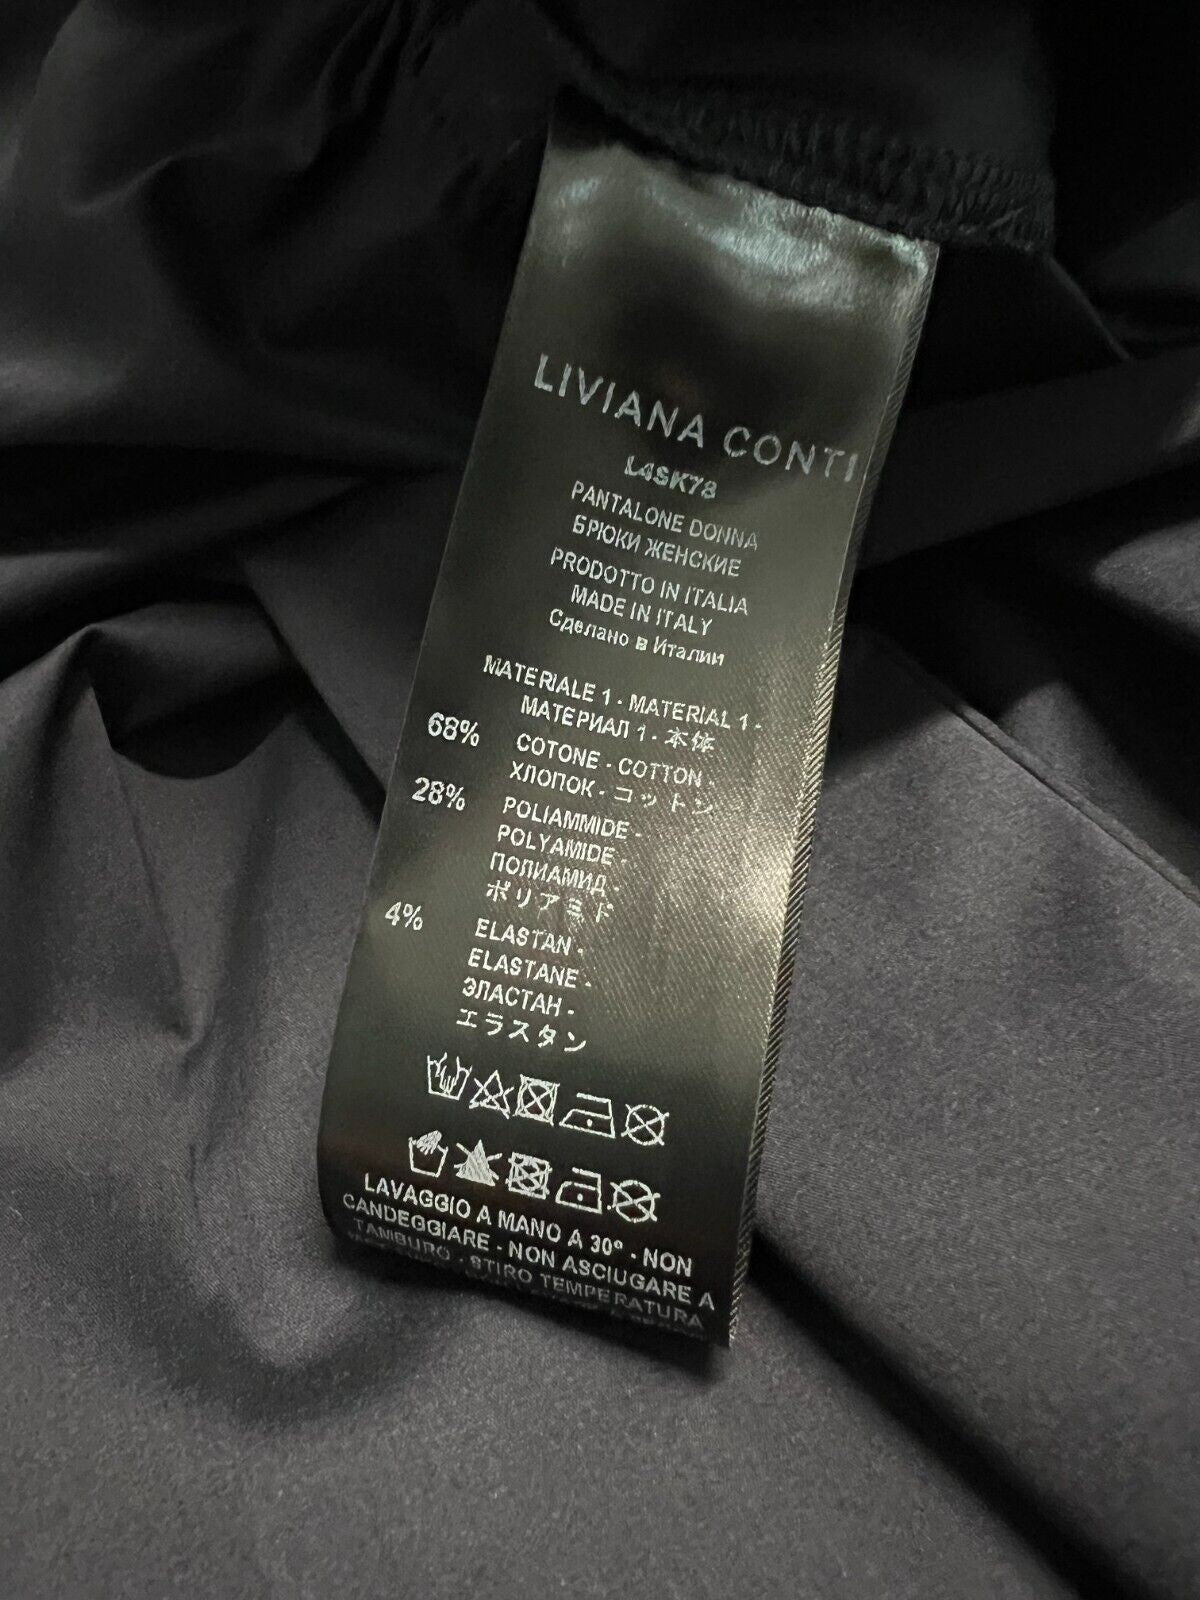 LIVIANA CONTI
L4SK78
PANTALONE DONNA
БРЮКИ ЖЕНСКИЕ
PRODOTTO IN ITALIA
MADE IN ITALY
Сделано в Италии
MATERIALE 1 - MATERIAL 1 -
МАТЕРИАЛ 1 - 本体
68% COTONE - COTTON -
ХЛОПОК - コットン
28% POLIAMMIDE -
POLYAMIDE -
ПОЛИАМИД -
ポリアミド
4% ELASTAN -
ELASTANE -
ЭЛАСТАН -
エラスタン
LAVAGGIO A MANO A 30° - NON
CANDEGGIARE - NON ASCIUGARE A
TAMBURO - STIRO TEMPERATURA